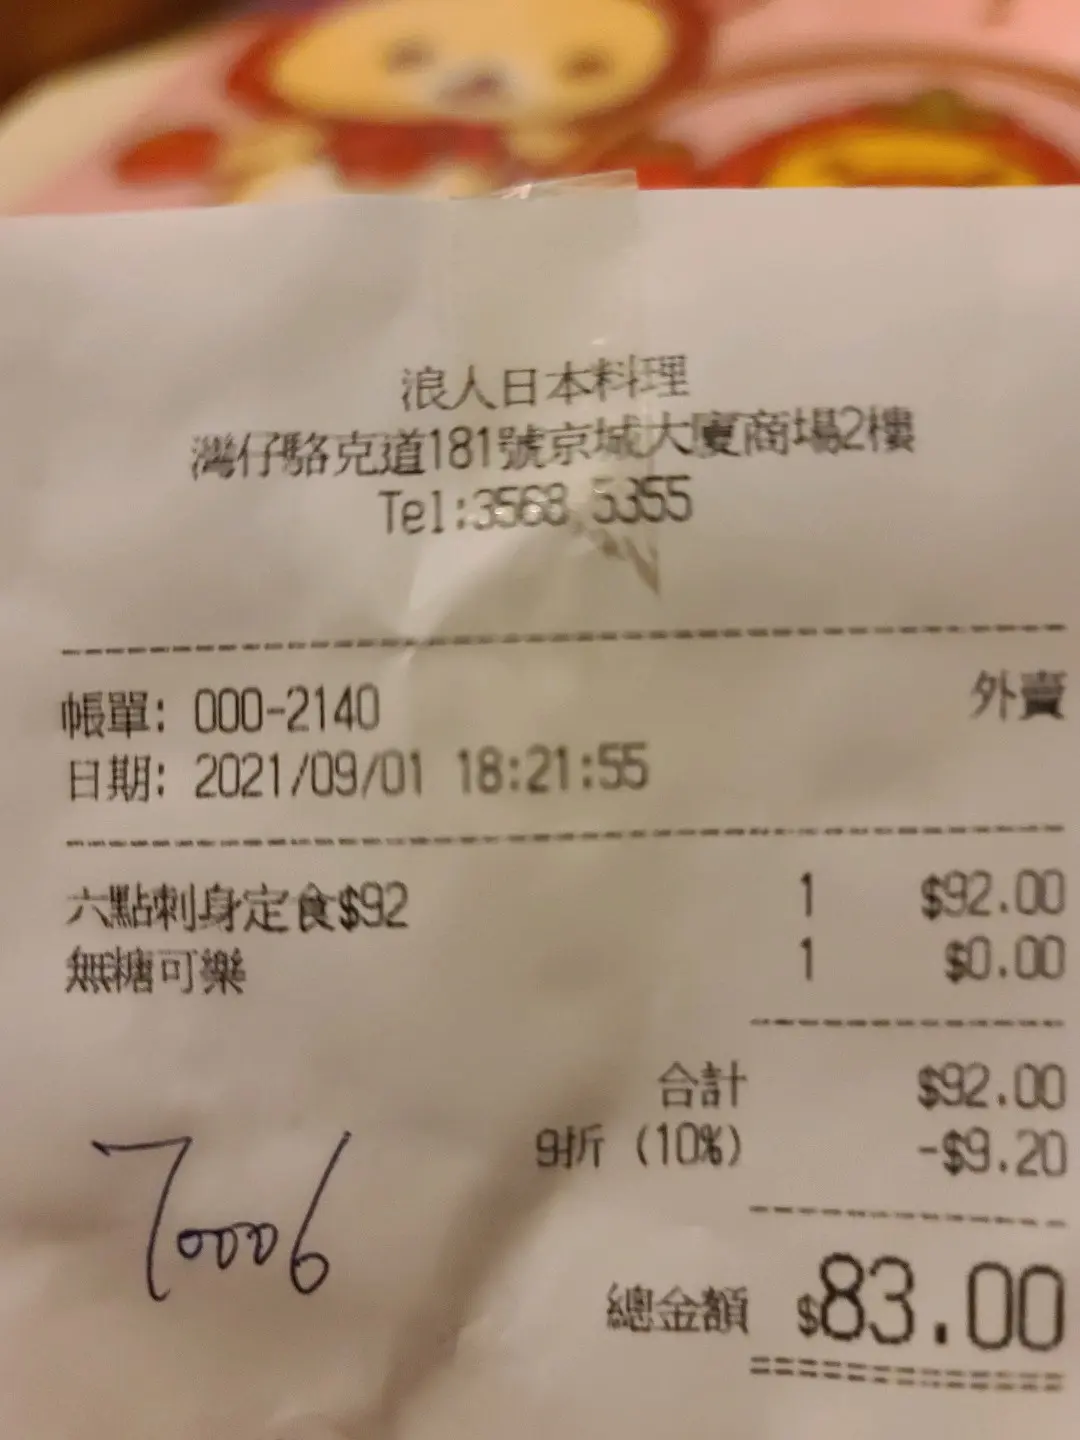 浪人日本料理
灣仔駱克道181號京城大廈商場2樓
Tel:3568 5355
帳單: 000-2140 外賣
日期: 2021/09/01 18:21:55
六點刺身定食$92 1 $92.00
無糖可樂 1 $0.00
合計 $92.00
9折 (10%) -$9.20
70006
總金額 $83.00